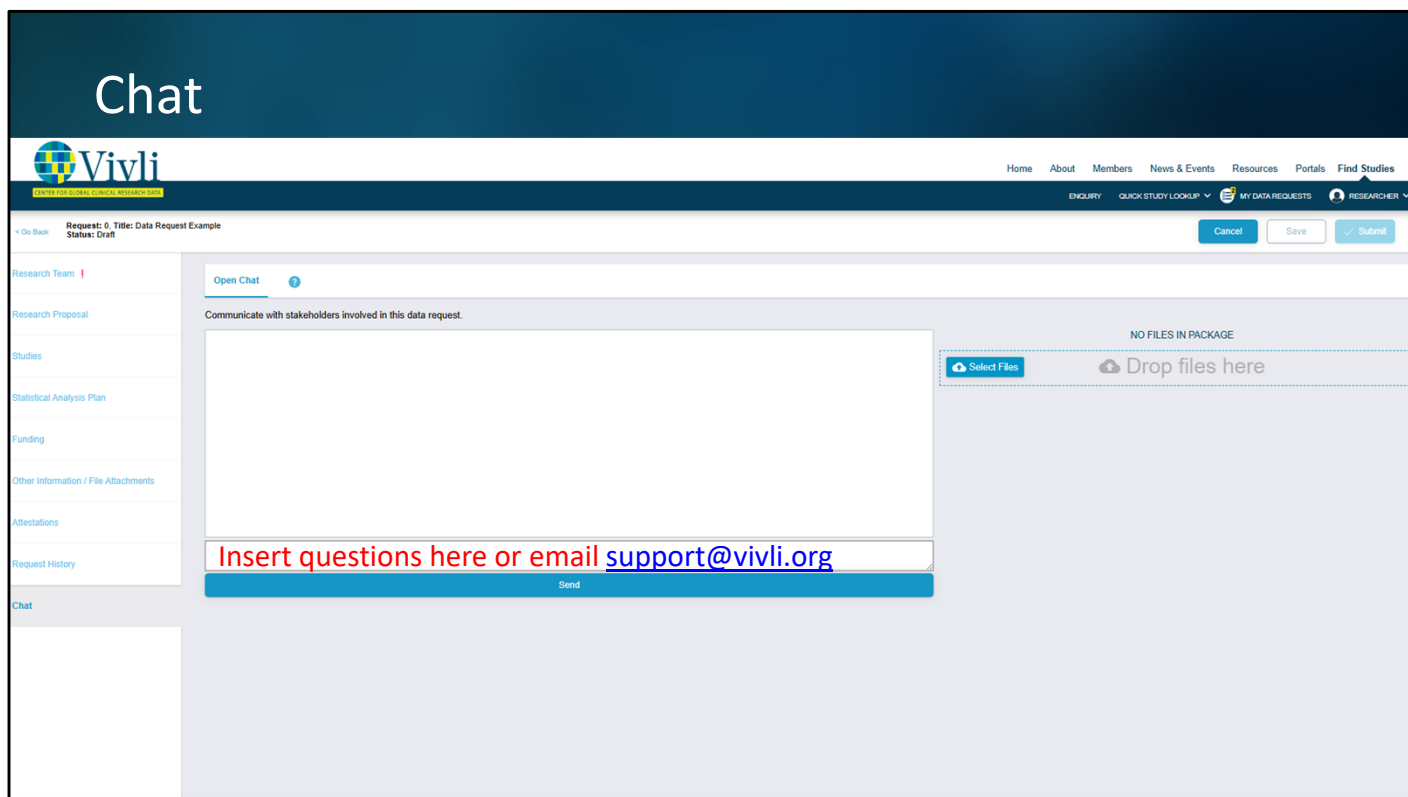 Chat
Vivli
CENTER FOR GLOBAL CLINICAL RESEARCH DATA
Home About Members News & Events Resources Portals Find Studies
ENQUIRY QUICK STUDY LOOKUP 2 MY DATA REQUESTS RESEARCHER
< Go Back Request: 0, Title: Data Request Example
Status: Draft
Cancel Save Submit
Research Team !
Research Proposal
Studies
Statistical Analysis Plan
Funding
Other Information / File Attachments
Attestations
Request History
Chat
Open Chat ?
Communicate with stakeholders involved in this data request.
NO FILES IN PACKAGE
Select Files Drop files here
Insert questions here or email support@vivli.org
Send